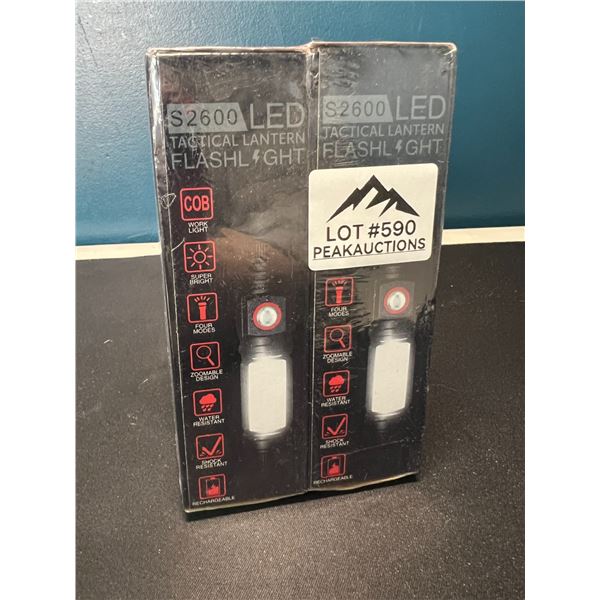 S2600 LED
TACTICAL LANTERN
FLASHLIGHT
COB
WORK
LIGHT
SUPER
BRIGHT
FOUR
MODES
ZOOMABLE
DESIGN
WATER
RESISTANT
SHOCK
RESISTANT
RECHARGEABLE
S2600 LED
TACTICAL LANTERN
FLASHLIGHT
LOT #590
PEAKAUCTIONS
FOUR
MODES
ZOOMABLE
DESIGN
WATER
RESISTANT
SHOCK
RESISTANT
RECHARGEABLE